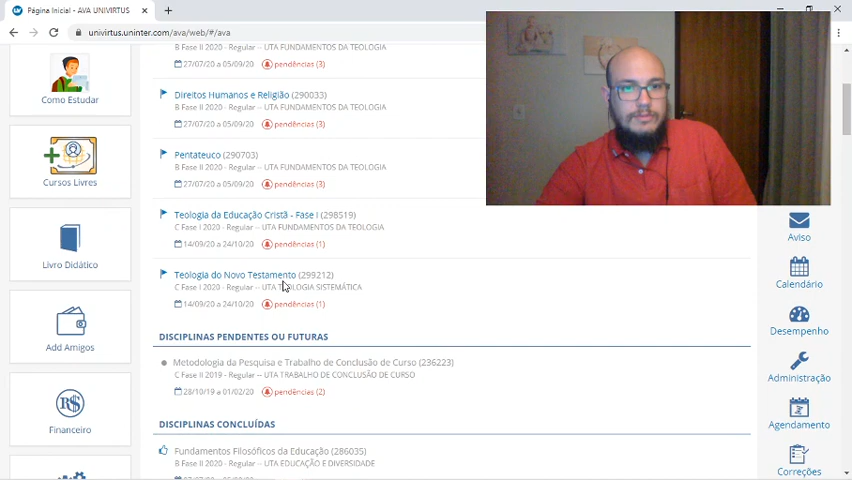 Página Inicial - AVA UNIVIRTUS
univirtus.uninter.com/ava/web/#/ava
Como Estudar
Cursos Livres
Livro Didático
Add Amigos
R$
Financeiro
B Fase II 2020 - Regular -- UTA FUNDAMENTOS DA TEOLOGIA
27/07/20 a 05/09/20 pendências (3)
Direitos Humanos e Religião (290033)
B Fase II 2020 - Regular -- UTA FUNDAMENTOS DA TEOLOGIA
27/07/20 a 05/09/20 pendências (3)
Pentateuco (290703)
B Fase II 2020 - Regular -- UTA FUNDAMENTOS DA TEOLOGIA
27/07/20 a 05/09/20 pendências (3)
Teologia da Educação Cristã - Fase I (298519)
C Fase I 2020 - Regular -- UTA FUNDAMENTOS DA TEOLOGIA
14/09/20 a 24/10/20 pendências (1)
Teologia do Novo Testamento (299212)
C Fase I 2020 - Regular -- UTA TEOLOGIA SISTEMÁTICA
14/09/20 a 24/10/20 pendências (1)
DISCIPLINAS PENDENTES OU FUTURAS
Metodologia da Pesquisa e Trabalho de Conclusão de Curso (236223)
C Fase II 2019 - Regular -- UTA TRABALHO DE CONCLUSÃO DE CURSO
28/10/19 a 01/02/20 pendências (2)
DISCIPLINAS CONCLUÍDAS
Fundamentos Filosóficos da Educação (286035)
B Fase II 2020 - Regular -- UTA EDUCAÇÃO E DIVERSIDADE
Aviso
Calendário
Desempenho
Administração
Agendamento
Correções